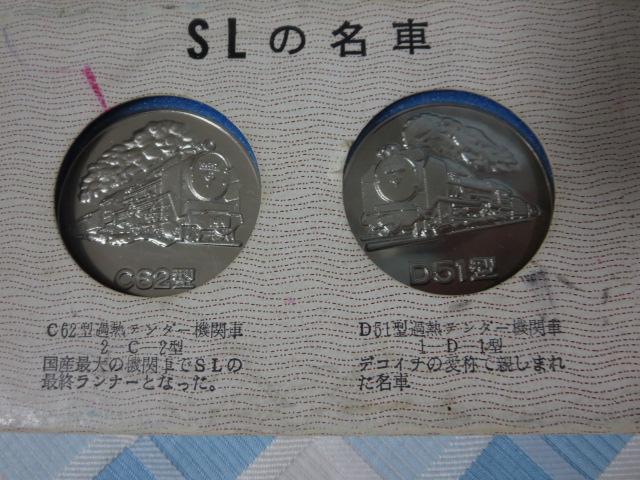 SLの名車
C62型
D51型
C62型過熱テンダー機関車
2 C 2型
国産最大の機関車でSLの
最終ランナーとなった。
D51型過熱テンダー機関車
1 D 1型
デコイチの愛称で親しまれ
た名車